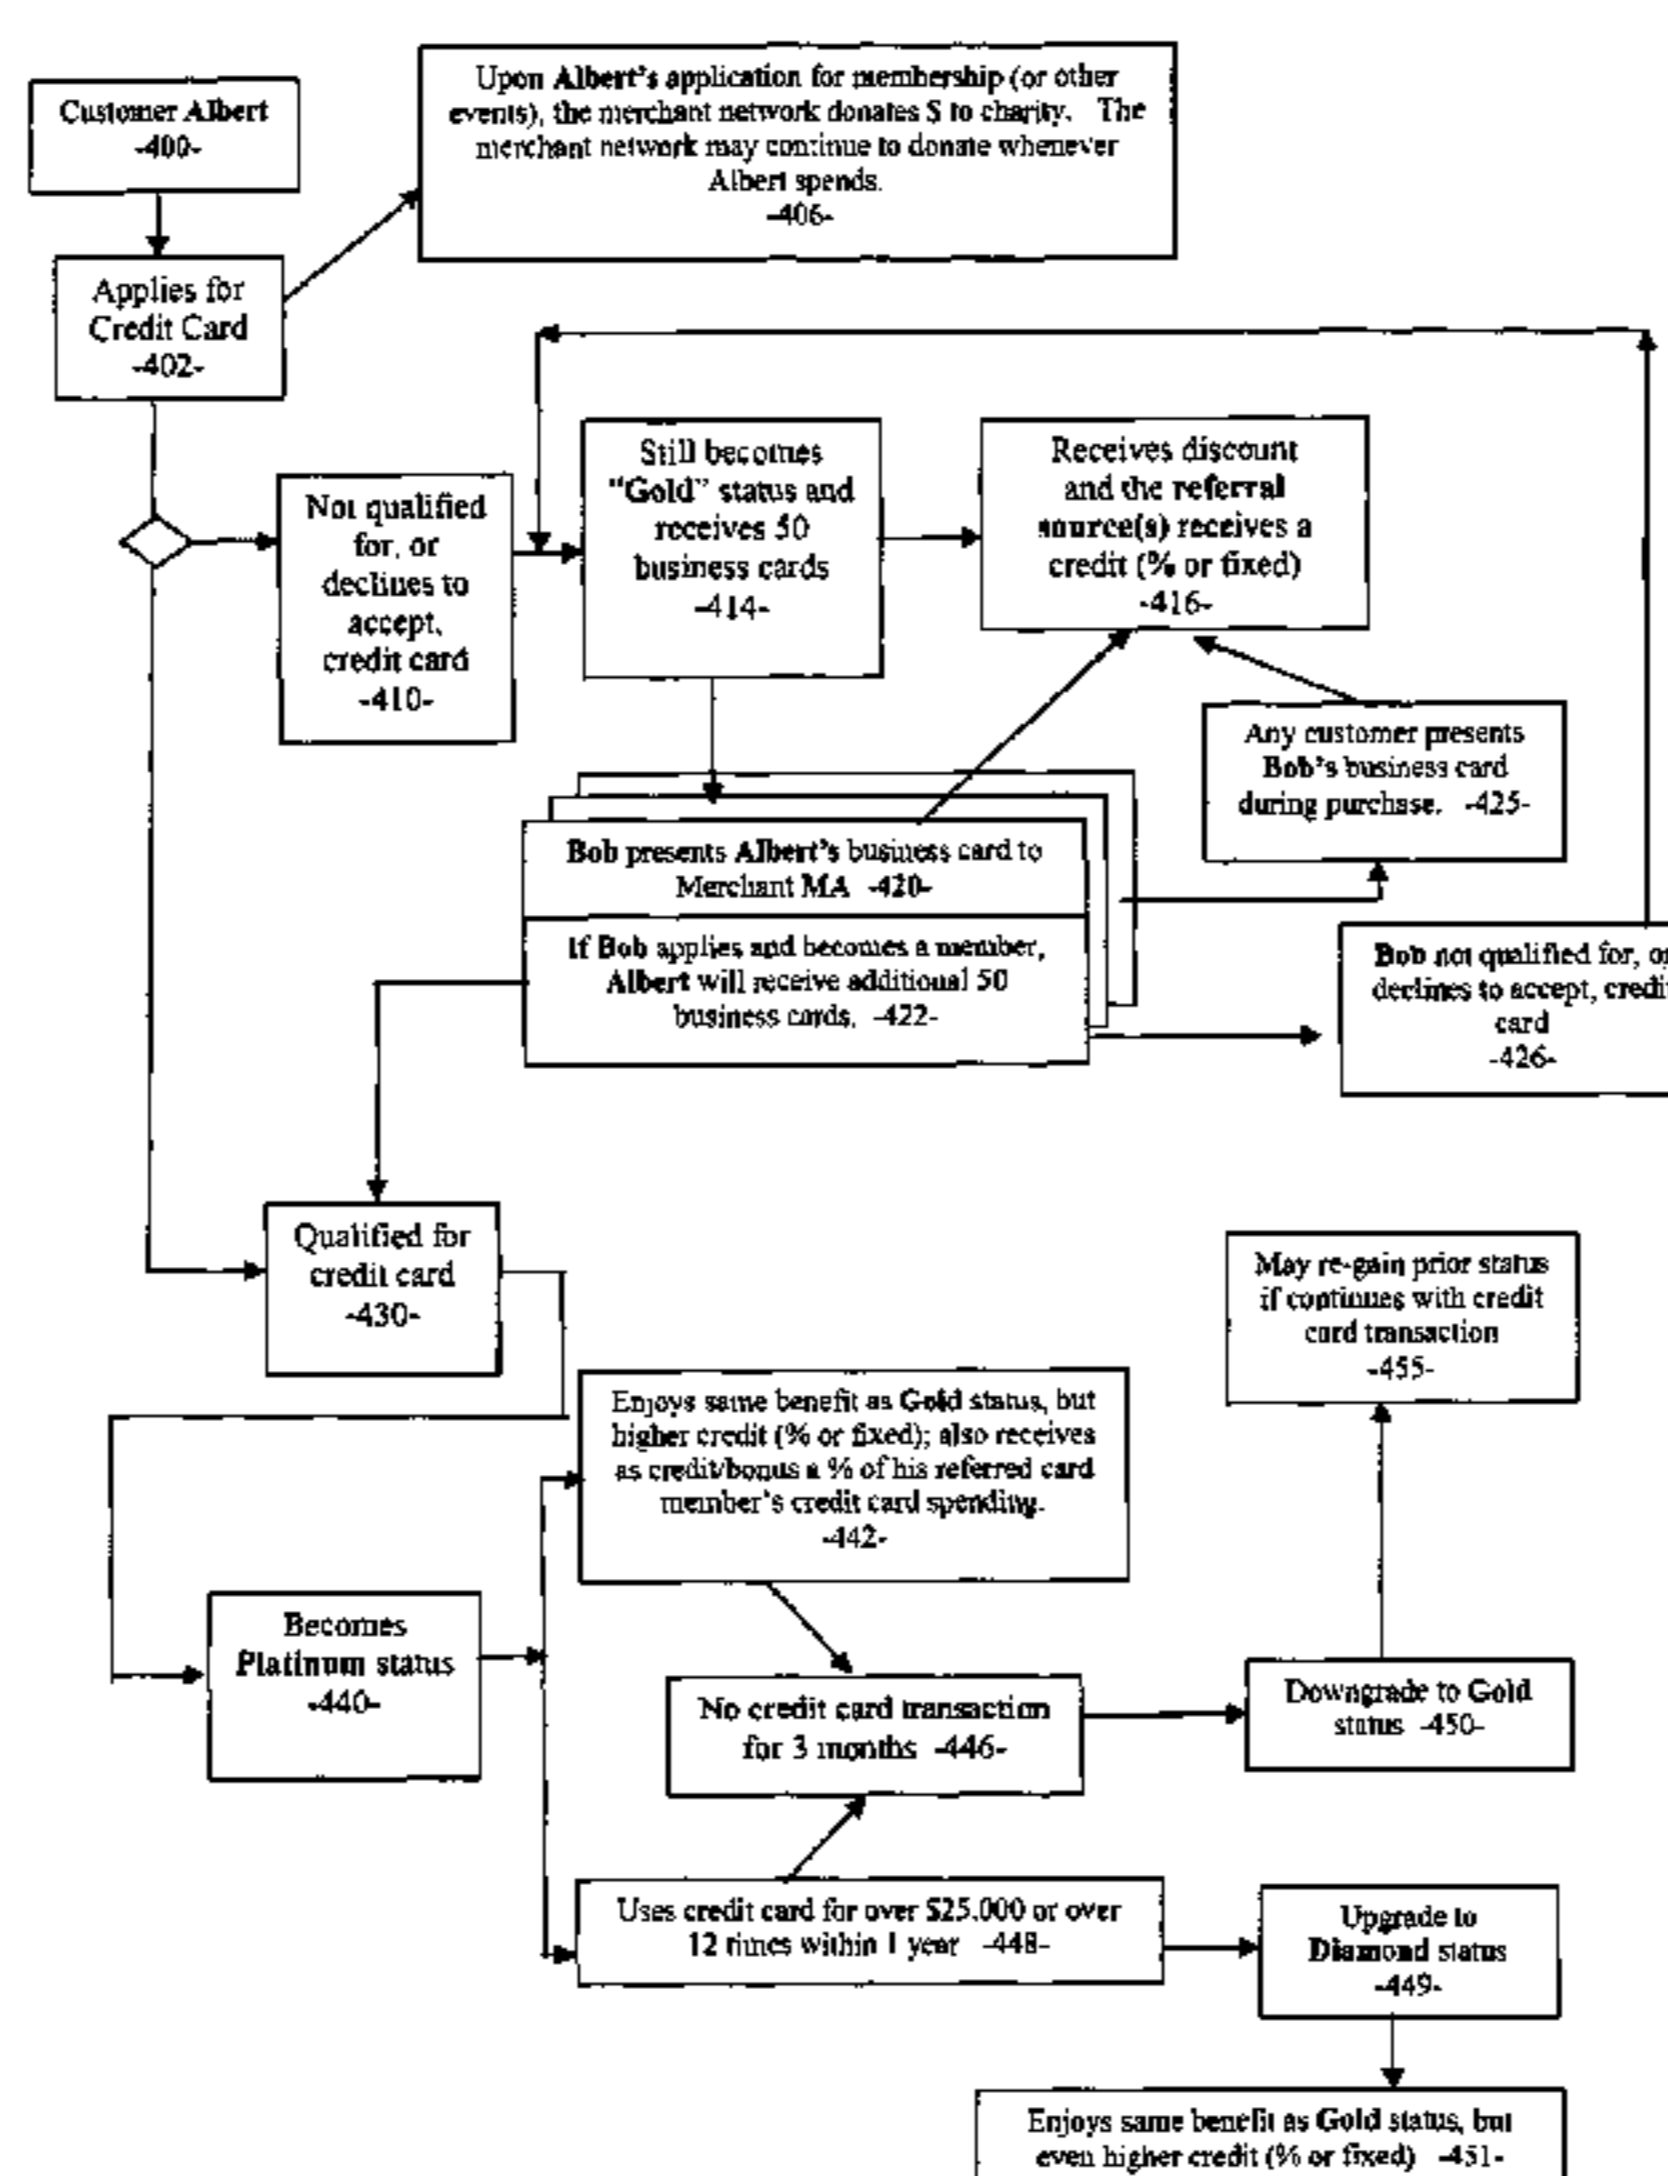 Customer Albert
-400-
Upon Albert's application for membership (or other
events), the merchant network donates $ to charity. The
merchant network may continue to donate whenever
Albert spends.
-406-
Applies for
Credit Card
-402-
Not qualified
for, or
declines to
accept,
credit card
-410-
Still becomes
"Gold" status and
receives 50
business cards
-414-
Receives discount
and the referral
source(s) receives a
credit (% or fixed)
-416-
Any customer presents
Bob's business card
during purchase. -425-
Bob presents Albert's business card to
Merchant MA -420-
If Bob applies and becomes a member,
Albert will receive additional 50
business cards. -422-
Bob not qualified for, or
declines to accept, credit
card
-426-
Qualified for
credit card
-430-
May re-gain prior status
if continues with credit
card transaction
-455-
Enjoys same benefit as Gold status, but
higher credit (% or fixed); also receives
as credit/bonus a % of his referred card
member's credit card spending.
-442-
Becomes
Platinum status
-440-
No credit card transaction
for 3 months -446-
Downgrade to Gold
status -450-
Uses credit card for over $25,000 or over
12 times within 1 year -448-
Upgrade to
Diamond status
-449-
Enjoys same benefit as Gold status, but
even higher credit (% or fixed) -451-